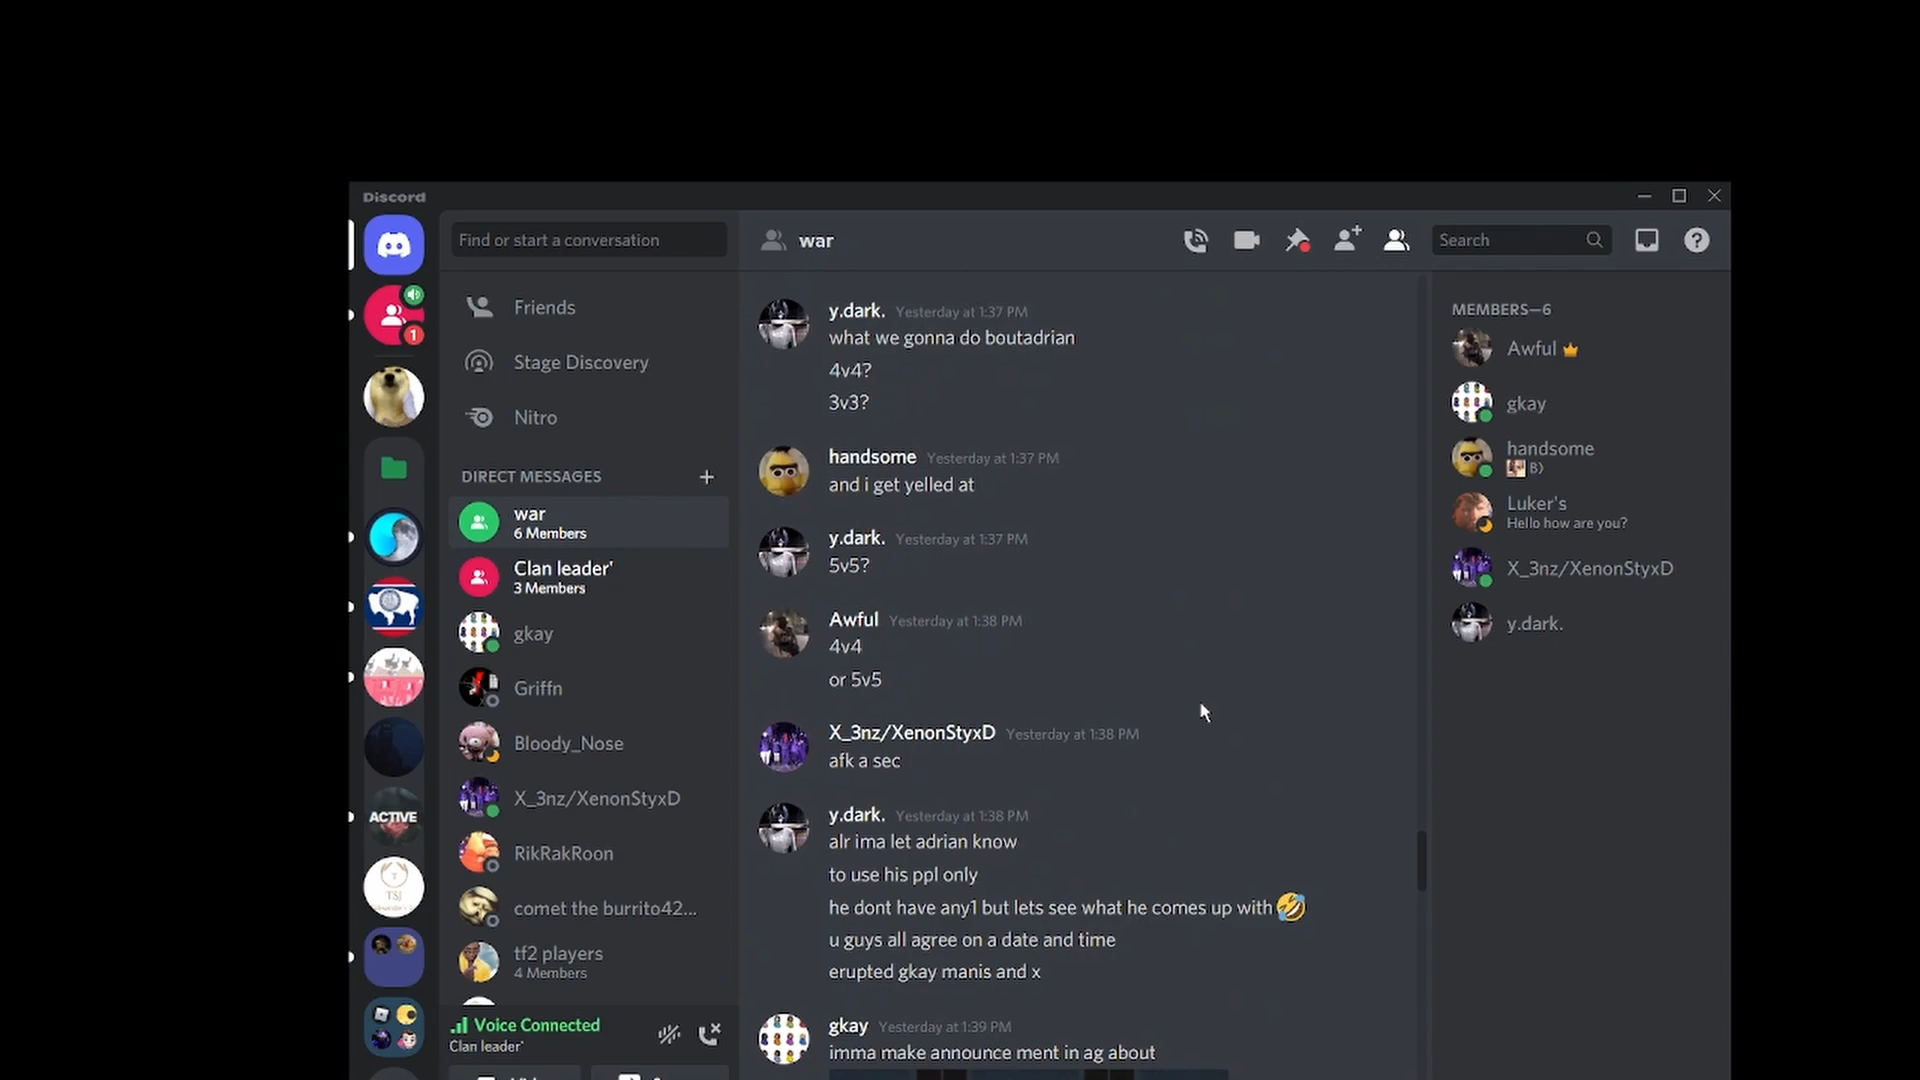 Discord
Find or start a conversation
war
Search
1
Friends
Stage Discovery
Nitro
DIRECT MESSAGES
war
6 Members
Clan leader'
3 Members
gkay
Griffn
Bloody_Nose
X_3nz/XenonStyxD
RikRakRoon
comet the burrito42...
tf2 players
4 Members
ACTIVE
TSJ
Voice Connected
Clan leader'
y.dark. Yesterday at 1:37 PM
what we gonna do boutadrian
4v4?
3v3?
handsome Yesterday at 1:37 PM
and i get yelled at
y.dark. Yesterday at 1:37 PM
5v5?
Awful Yesterday at 1:38 PM
4v4
or 5v5
X_3nz/XenonStyxD Yesterday at 1:38 PM
afk a sec
y.dark. Yesterday at 1:38 PM
alr ima let adrian know
to use his ppl only
he dont have any1 but lets see what he comes up with 🤣
u guys all agree on a date and time
erupted gkay manis and x
gkay Yesterday at 1:39 PM
imma make announce ment in ag about
MEMBERS—6
Awful
gkay
handsome
B)
Luker's
Hello how are you?
X_3nz/XenonStyxD
y.dark.